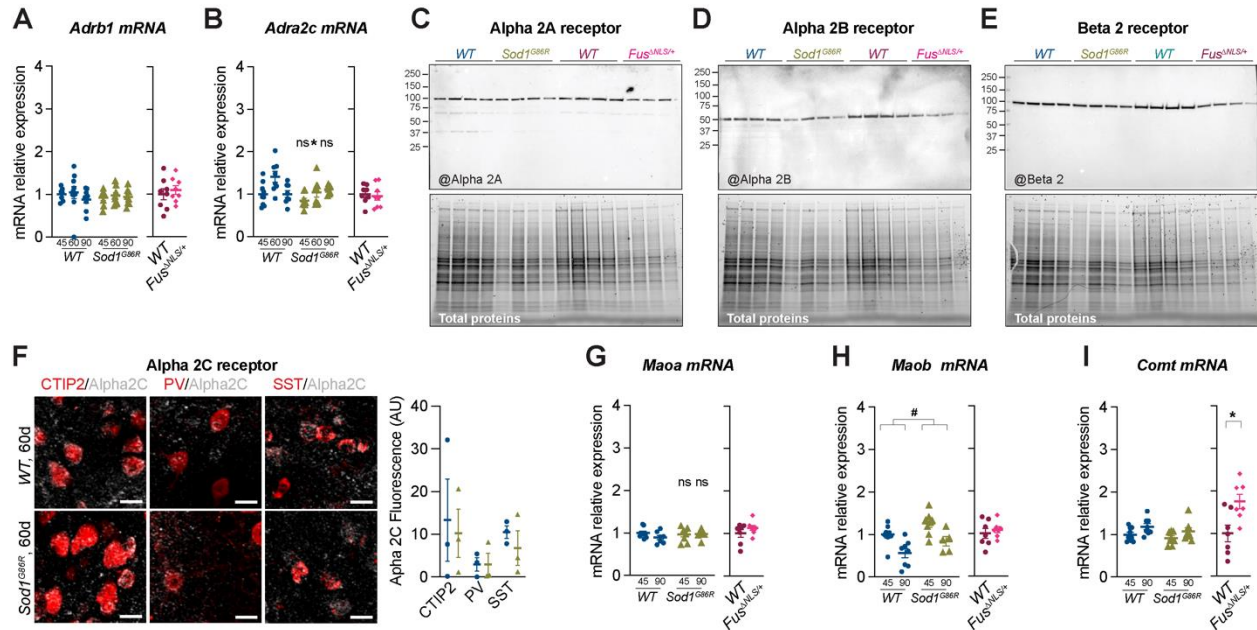 A
Adrb1 mRNA
mRNA relative expression
4
3
2
1
0
45 60 90
WT
Sod1G86R
WT
FusΔNLS/+
B
Adra2c mRNA
mRNA relative expression
4
2
1
0
ns * ns
45 60 90
45 60 90
WT
Sod1G86R
WT
FusΔNLS/+
C
Alpha 2A receptor
WT Sod1G86R WT FusΔNLS/+
250
150
100
75
50
37
25
@Alpha 2A
Total proteins
D
Alpha 2B receptor
WT Sod1G86R WT FusΔNLS/+
250
150
100
75
50
37
25
@Alpha 2B
Total proteins
E
Beta 2 receptor
WT Sod1G86R WT FusΔNLS/+
250
150
100
75
50
37
25
@Beta 2
Total proteins
F
Alpha 2C receptor
CTIP2/Alpha2C PV/Alpha2C SST/Alpha2C
WT, 60d
Sod1G86R, 60d
Apha 2C Fluorescence (AU)
40
30
20
10
0
CTIP2
PV
SST
G
Maoa mRNA
mRNA relative expression
4
3
2
1
0
ns ns
45 90
45 90
WT
Sod1G86R
WT
FusΔNLS/+
H
Maob mRNA
mRNA relative expression
4
3
2
1
0
#
45 90
45 90
WT
Sod1G86R
WT
FusΔNLS/+
I
Comt mRNA
mRNA relative expression
4
3
2
1
0
*
45 90
45 90
WT
Sod1G86R
WT
FusΔNLS/+